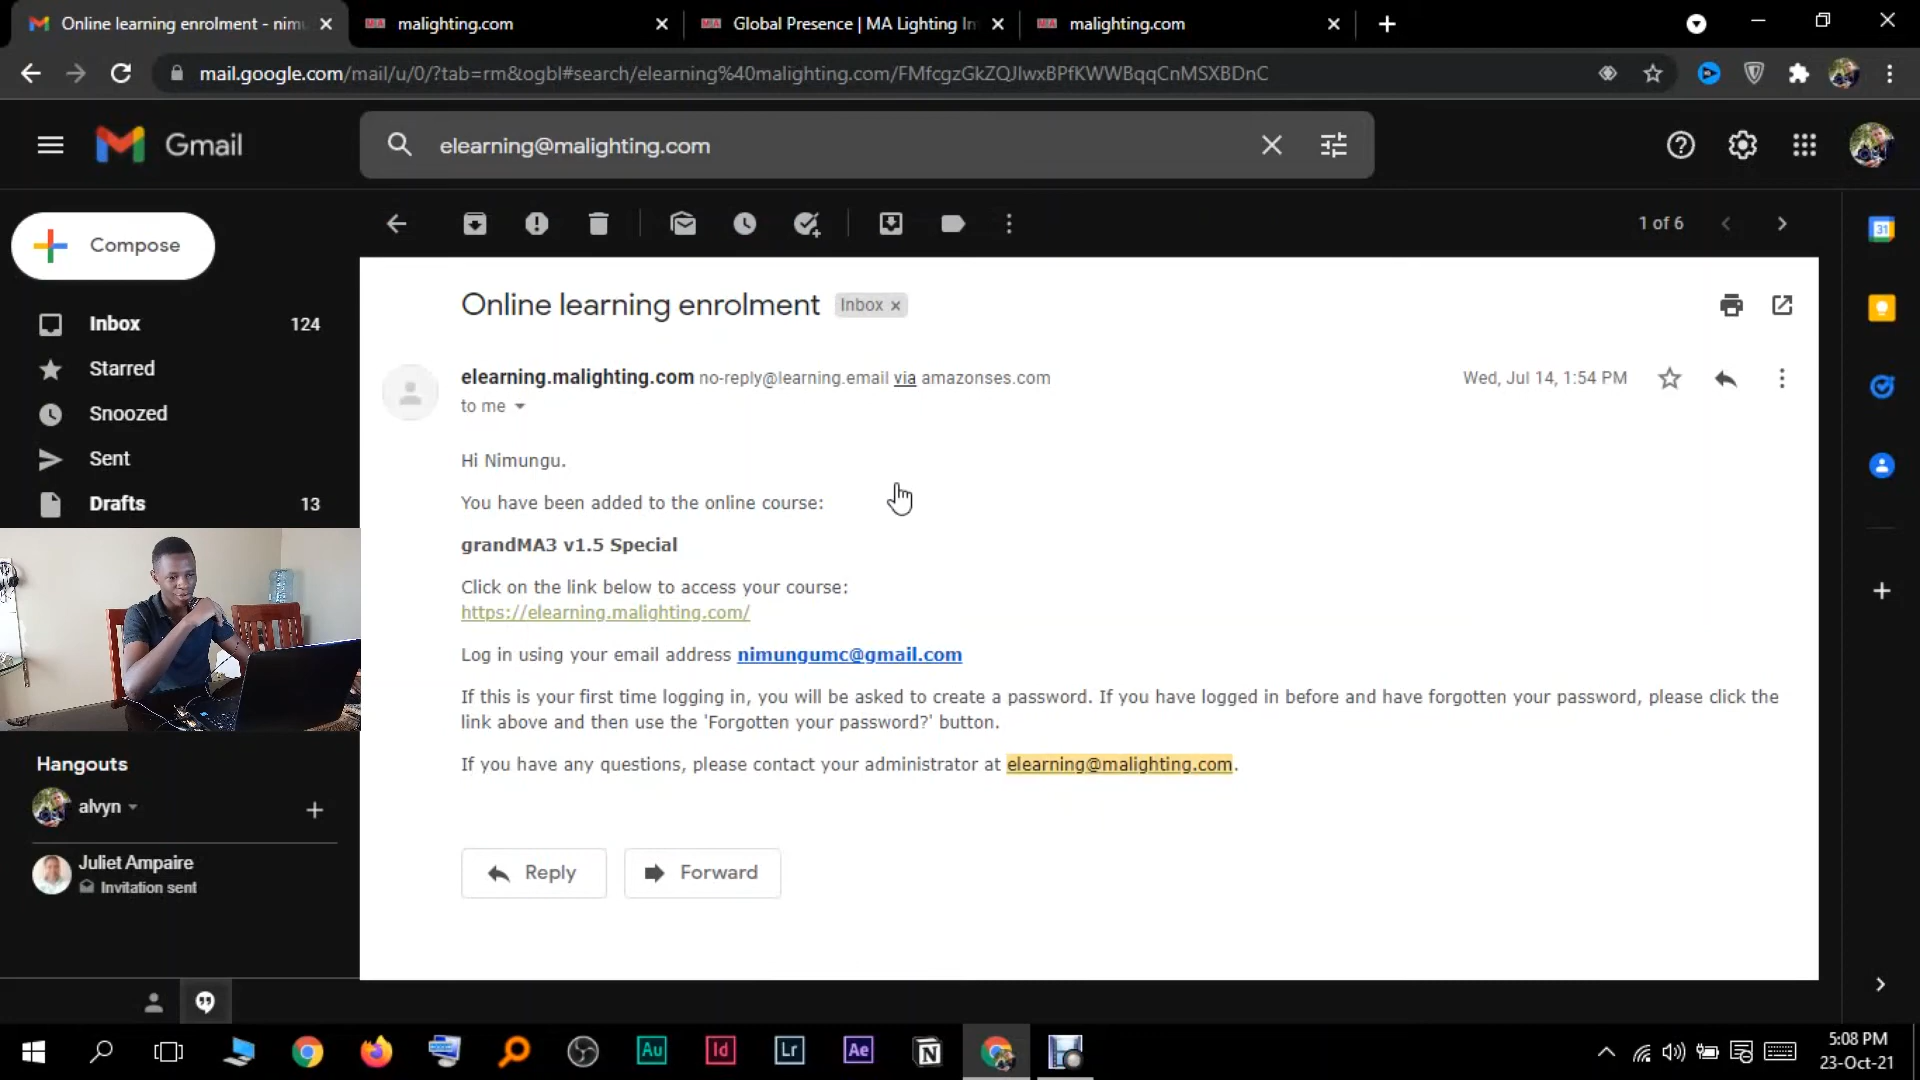 Online learning enrolment - nim
malighting.com
Global Presence | MA Lighting In
malighting.com
mail.google.com/mail/u/0/?tab=rm&ogbl#search/elearning%40malighting.com/FMfcgzGkZQJlwxBPfKWWBqqCnMSXBDnC
Gmail
elearning@malighting.com
Compose
1 of 6
31
Online learning enrolment
Inbox x
Inbox 124
Starred
Snoozed
Sent
Drafts 13
elearning.malighting.com no-reply@learning.email via amazonses.com
Wed, Jul 14, 1:54 PM
to me
Hi Nimungu.
You have been added to the online course:
grandMA3 v1.5 Special
Click on the link below to access your course:
https://elearning.malighting.com/
Log in using your email address nimungumc@gmail.com
If this is your first time logging in, you will be asked to create a password. If you have logged in before and have forgotten your password, please click the
link above and then use the 'Forgotten your password?' button.
If you have any questions, please contact your administrator at elearning@malighting.com.
Reply
Forward
Hangouts
alvyn
Juliet Ampaire
Invitation sent
Au
Id
Lr
Ae
5:08 PM
23-Oct-21